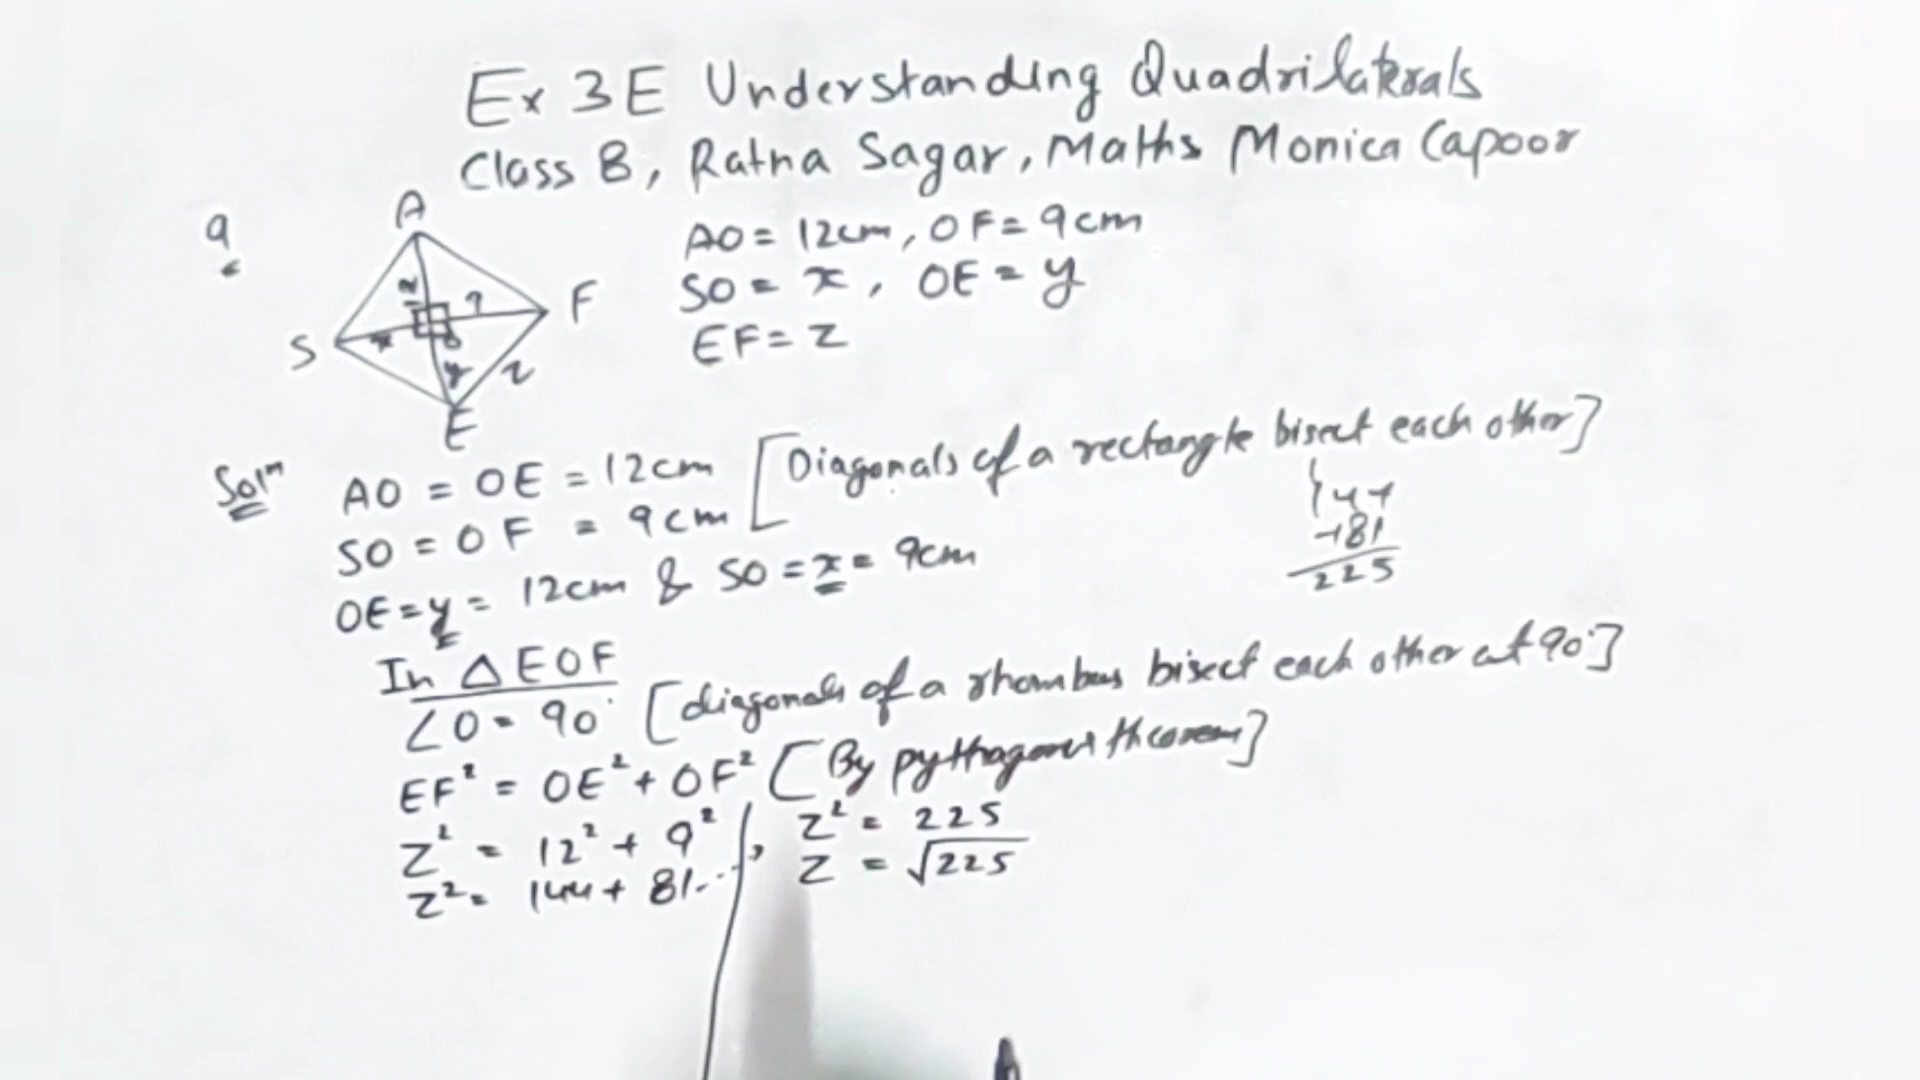 Ex 3E Understanding Quadrilaterals
Class 8, Ratna Sagar, Maths Monica Capoor
9
A
S
F
E
12
9
x
O
y
z
AO = 12cm, OF = 9cm
SO = x, OE = y
EF = z
Soln
AO = OE = 12cm [Diagonals of a rectangle bisect each other]
SO = OF = 9cm
OE = y = 12cm & SO = x = 9cm
144
+81
225
In △EOF
∠O = 90° [diagonals of a rhombus bisect each other at 90°]
EF² = OE² + OF² [By pythagoras theorem]
z² = 12² + 9²
z² = 144 + 81...
, z² = 225
z = √225